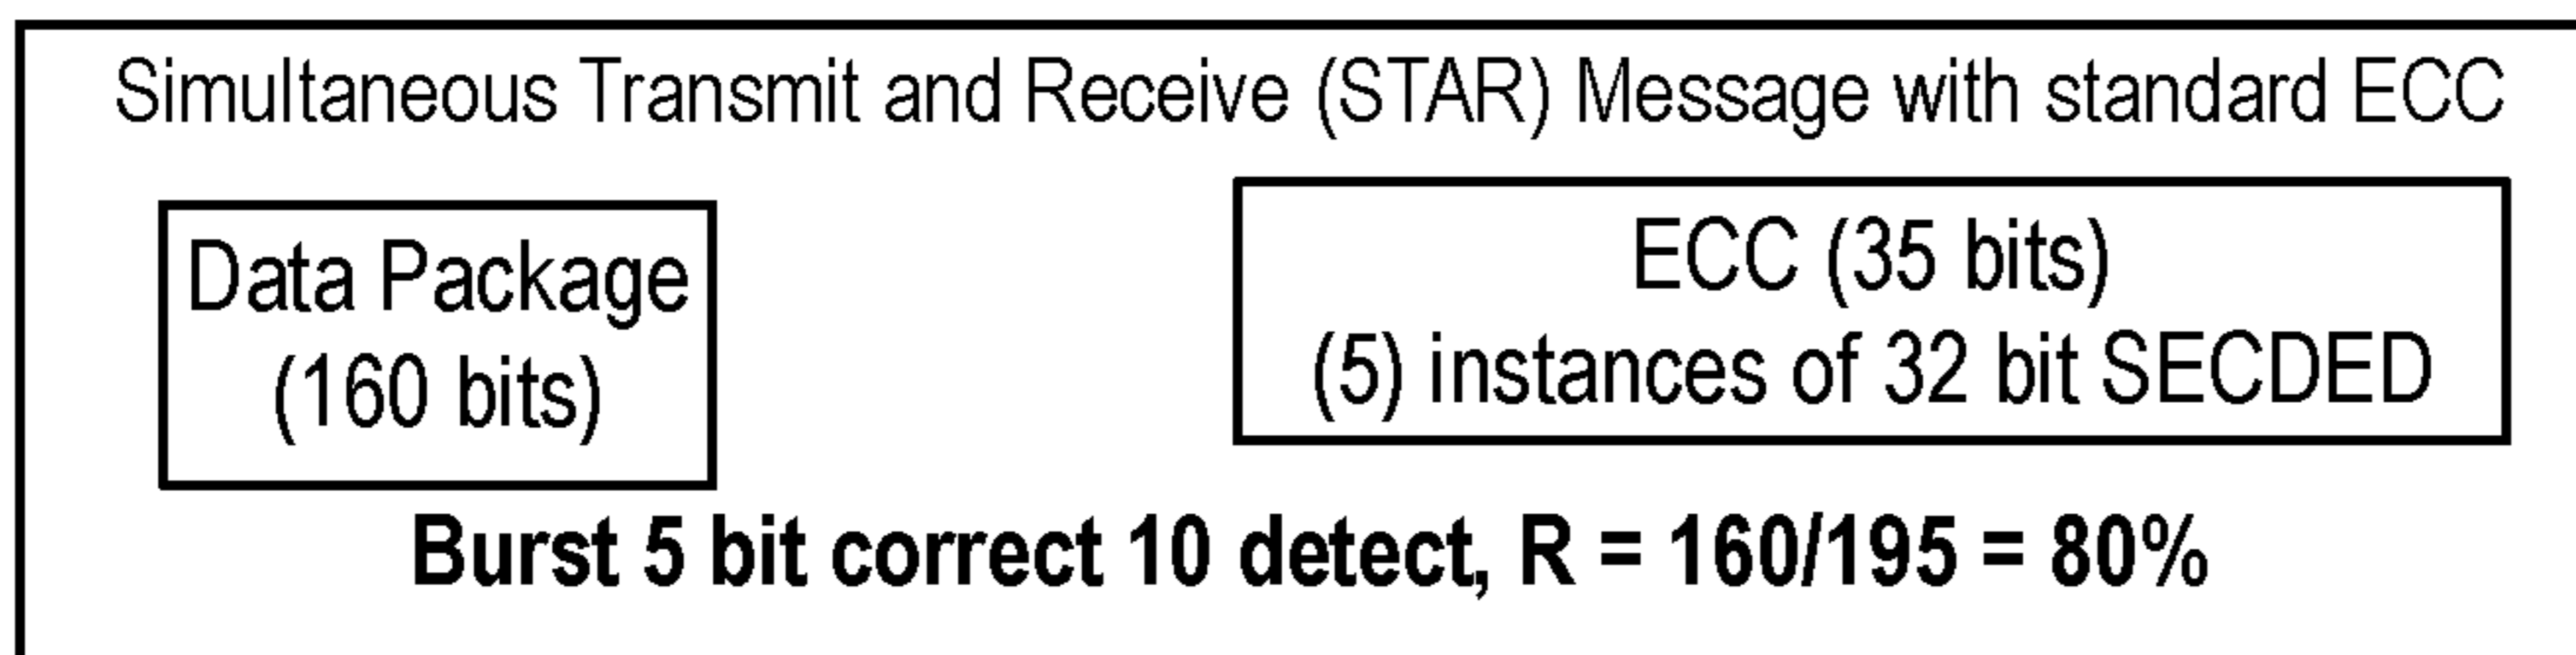 Simultaneous Transmit and Receive (STAR) Message with standard ECC
Data Package
(160 bits)
ECC (35 bits)
(5) instances of 32 bit SECDED
Burst 5 bit correct 10 detect, R = 160/195 = 80%